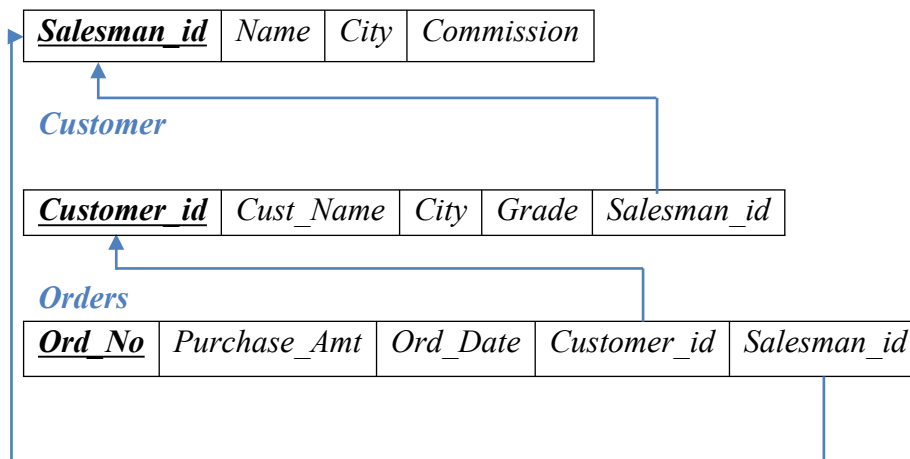 Salesman_id Name City Commission
Customer
Customer_id Cust_Name City Grade Salesman_id
Orders
Ord_No Purchase_Amt Ord_Date Customer_id Salesman_id